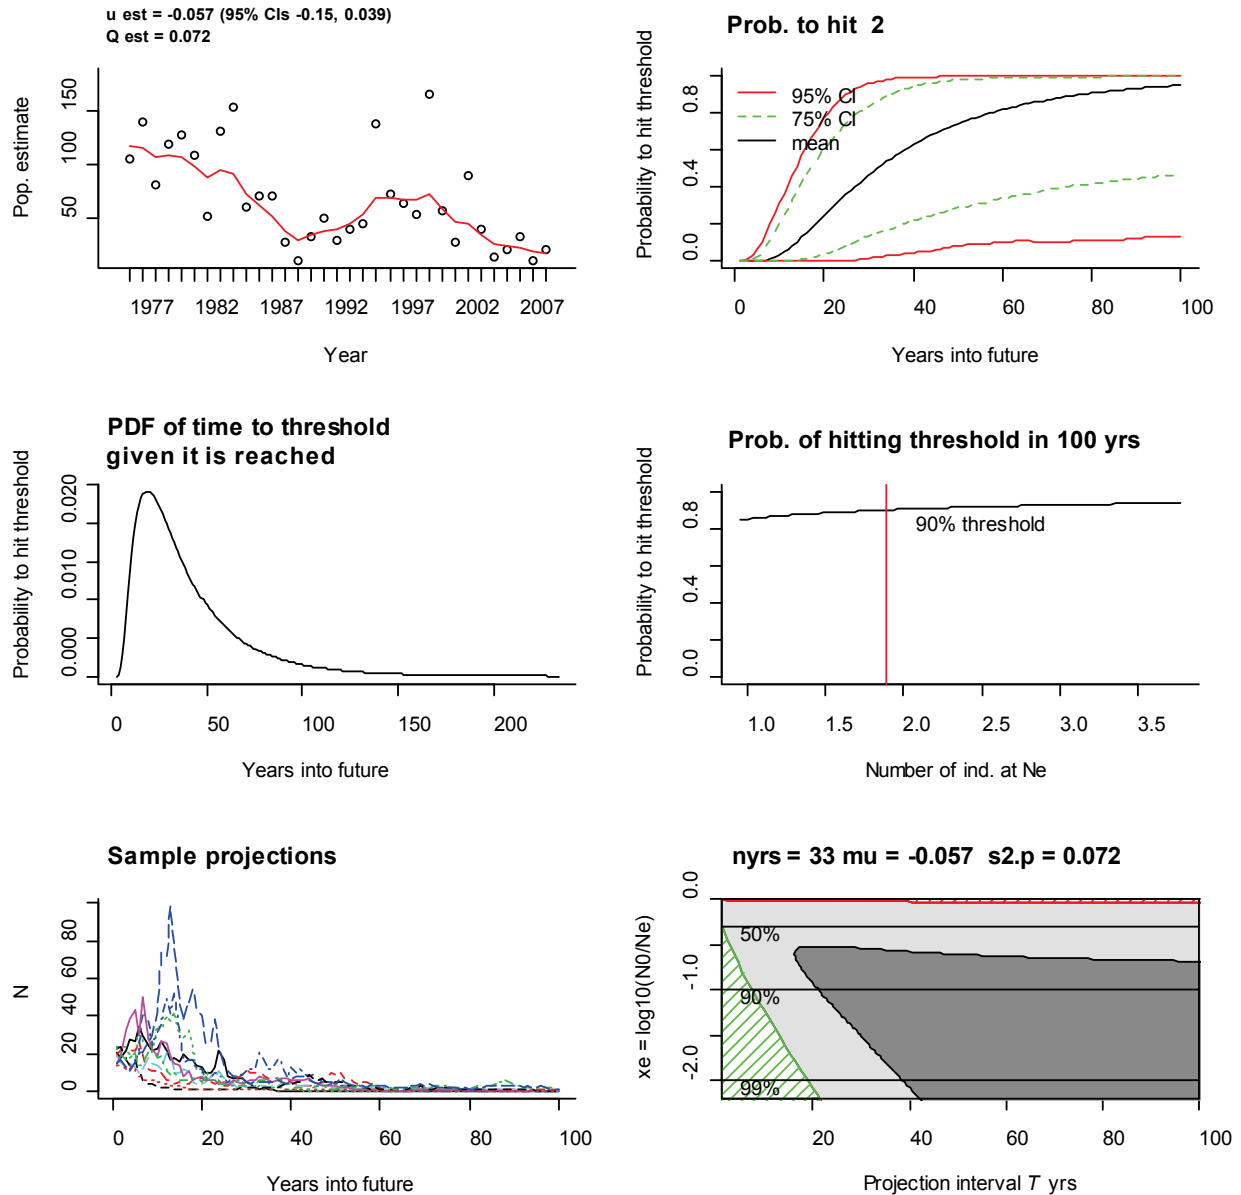 u est = -0.057 (95% CIs -0.15, 0.039)
Q est = 0.072
Pop. estimate
50
100
150
1977
1982
1987
1992
1997
2002
2007
Year
Prob. to hit 2
Probability to hit threshold
0.0
0.4
0.8
95% CI
75% CI
mean
0
20
60
80
100
Years into future
PDF of time to threshold
given it is reached
Probability to hit threshold
0.000
0.010
0.020
0
50
100
150
200
Years into future
Prob. of hitting threshold in 100 yrs
Probability to hit threshold
0.0
0.4
0.8
90% threshold
1.0
1.5
2.0
2.5
3.0
3.5
Number of ind. at Ne
Sample projections
N
0
20
40
60
80
0
20
40
60
80
100
Years into future
nyrs = 33 mu = -0.057 s2.p = 0.072
xe = log10(N0/Ne)
-2.0
-1.0
0.0
50%
90%
99%
20
40
60
80
100
Projection interval T yrs